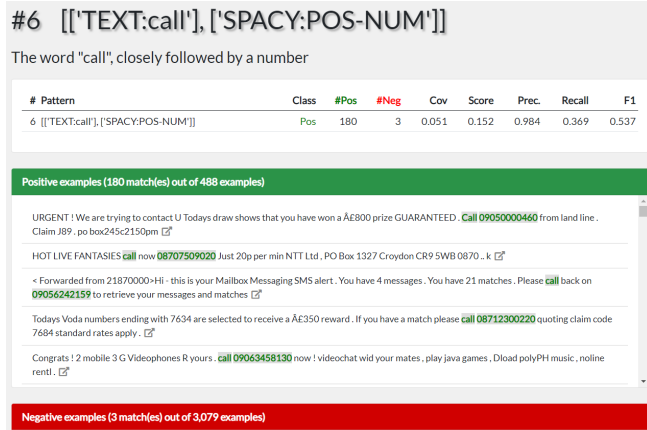 #6 [['TEXT:call'], ['SPACY:POS-NUM']]
The word "call", closely followed by a number
# Pattern Class #Pos #Neg Cov Score Prec. Recall F1
6 [['TEXT:call'], ['SPACY:POS-NUM']] Pos 180 3 0.051 0.152 0.984 0.369 0.537
Positive examples (180 match(es) out of 488 examples)
URGENT ! We are trying to contact U Todays draw shows that you have won a Â£800 prize GUARANTEED . Call 09050000460 from land line .
Claim J89 . po box245c2150pm
HOT LIVE FANTASIES call now 08707509020 Just 20p per min NTT Ltd , PO Box 1327 Croydon CR9 5WB 0870 .. k
< Forwarded from 21870000>Hi - this is your Mailbox Messaging SMS alert . You have 4 messages . You have 21 matches . Please call back on
09056242159 to retrieve your messages and matches
Todays Voda numbers ending with 7634 are selected to receive a Â£350 reward . If you have a match please call 08712300220 quoting claim code
7684 standard rates apply .
Congrats ! 2 mobile 3 G Videophones R yours . call 09063458130 now ! videochat wid your mates , play java games , Dload polyPH music , noline
rentl .
Negative examples (3 match(es) out of 3,079 examples)